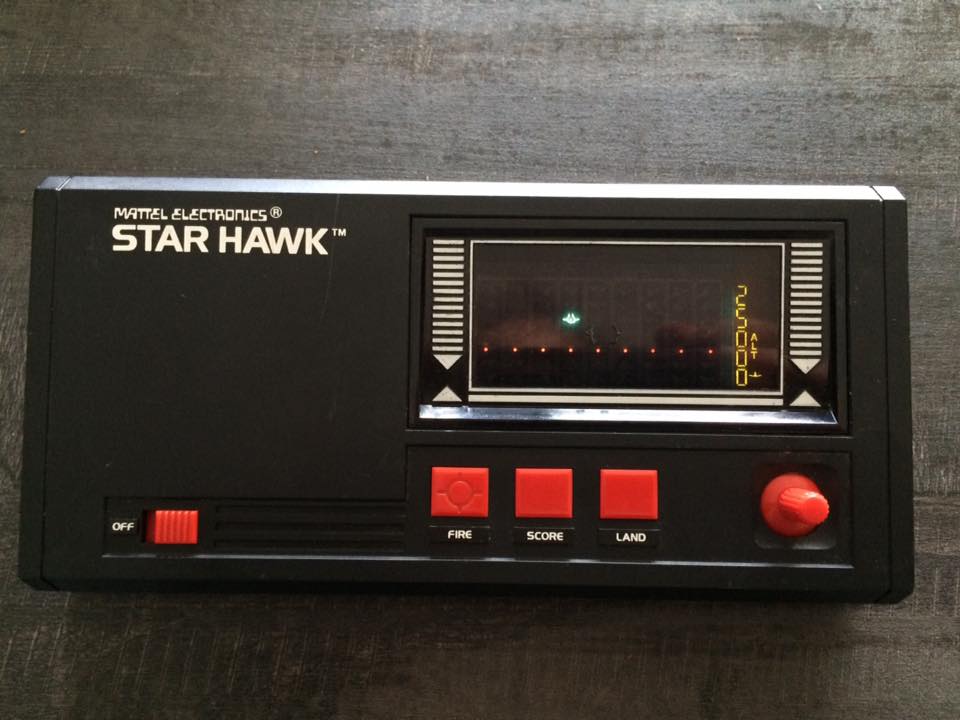 MATTEL ELECTRONICS®
STAR HAWK™
25000
ALT
OFF
FIRE
SCORE
LAND